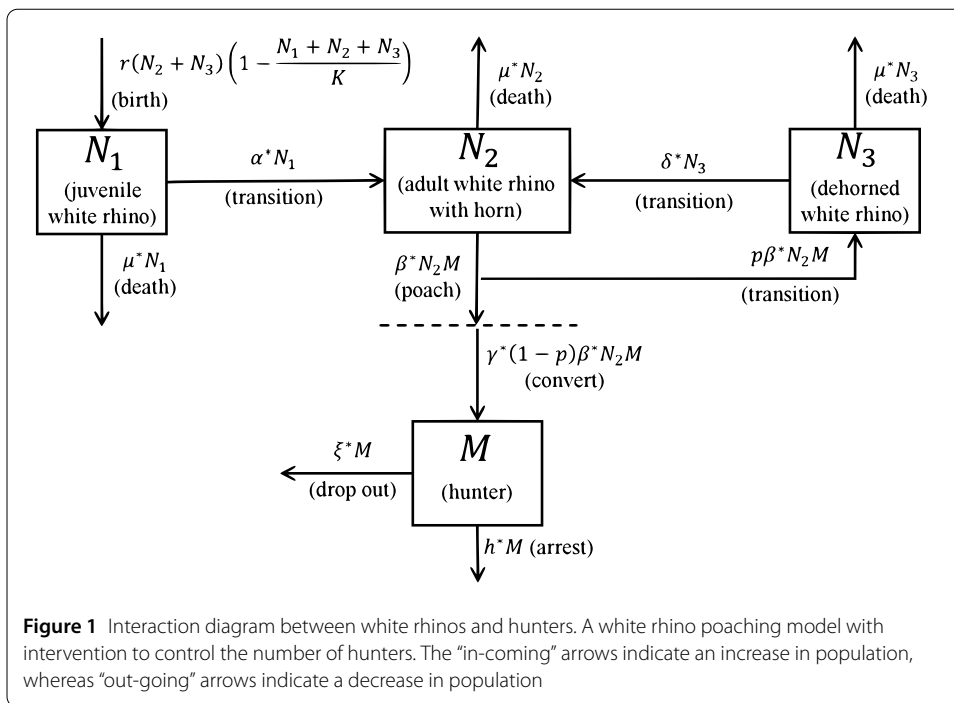 r(N₂ + N₃)(1 − (N₁ + N₂ + N₃)/K)
(birth)
μ*N₂
(death)
μ*N₃
(death)
N₁
(juvenile
white rhino)
α*N₁
(transition)
N₂
(adult white rhino
with horn)
δ*N₃
(transition)
N₃
(dehorned
white rhino)
μ*N₁
(death)
β*N₂M
(poach)
pβ*N₂M
(transition)
γ*(1 − p)β*N₂M
(convert)
M
(hunter)
ξ*M
(drop out)
h*M (arrest)
Figure 1 Interaction diagram between white rhinos and hunters. A white rhino poaching model with
intervention to control the number of hunters. The “in-coming” arrows indicate an increase in population,
whereas “out-going” arrows indicate a decrease in population